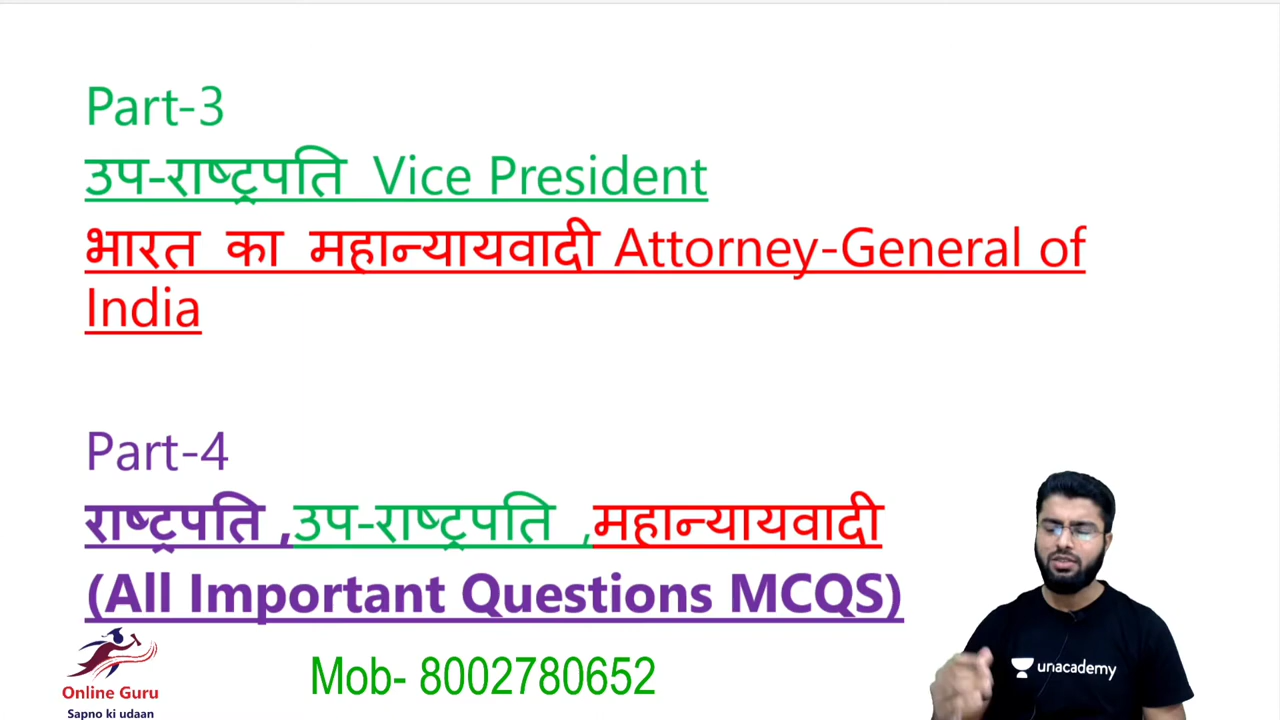 Part-3
उप-राष्ट्रपति Vice President
भारत का महान्यायवादी Attorney-General of
India
Part-4
राष्ट्रपति ,उप-राष्ट्रपति ,महान्यायवादी
(All Important Questions MCQS)
Online Guru
Sapno ki udaan
Mob- 8002780652
unacademy